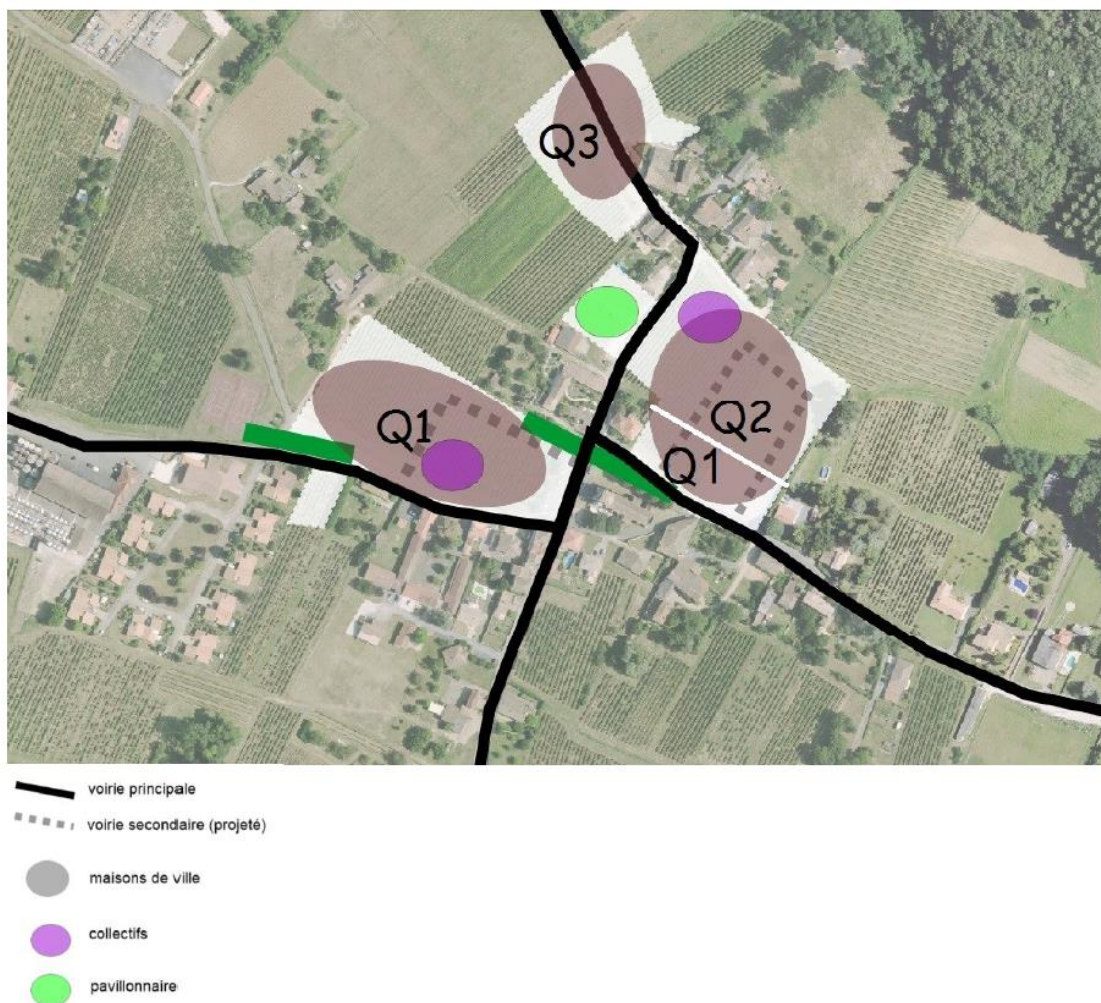 Q3
Q1
Q2
Q1
voirie principale
voirie secondaire (projeté)
maisons de ville
collectifs
pavillonnaire